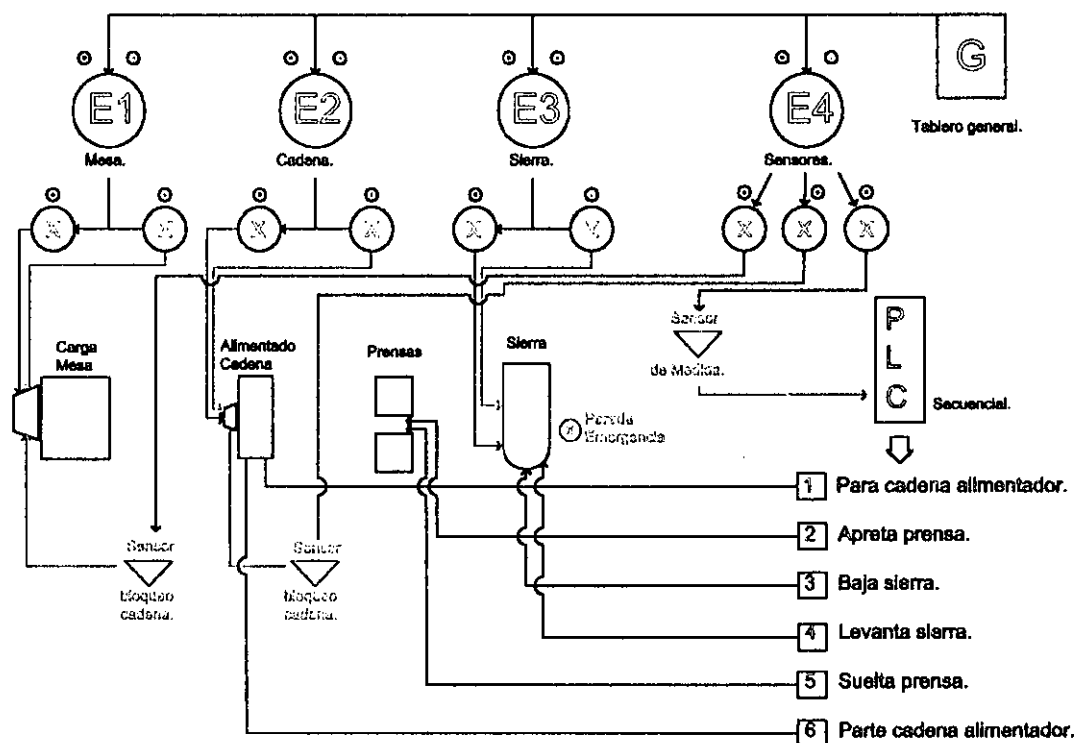 G
Tablero general.
E1
E2
E3
E4
Mesa.
Cadena.
Sierra.
Sensores.
X
X
X
X
X
X
X
X
Carga
Mesa
Alimentado
Cadena
Prensas
Sierra
Sensor
de Medida.
P
L
C
Secuencial.
X
Parada
Emergencia
1 Para cadena alimentador.
2 Apreta prensa.
3 Baja sierra.
4 Levanta sierra.
5 Suelta prensa.
6 Parte cadena alimentador.
Sensor
bloqueo
cadena.
Sensor
bloqueo
cadena.